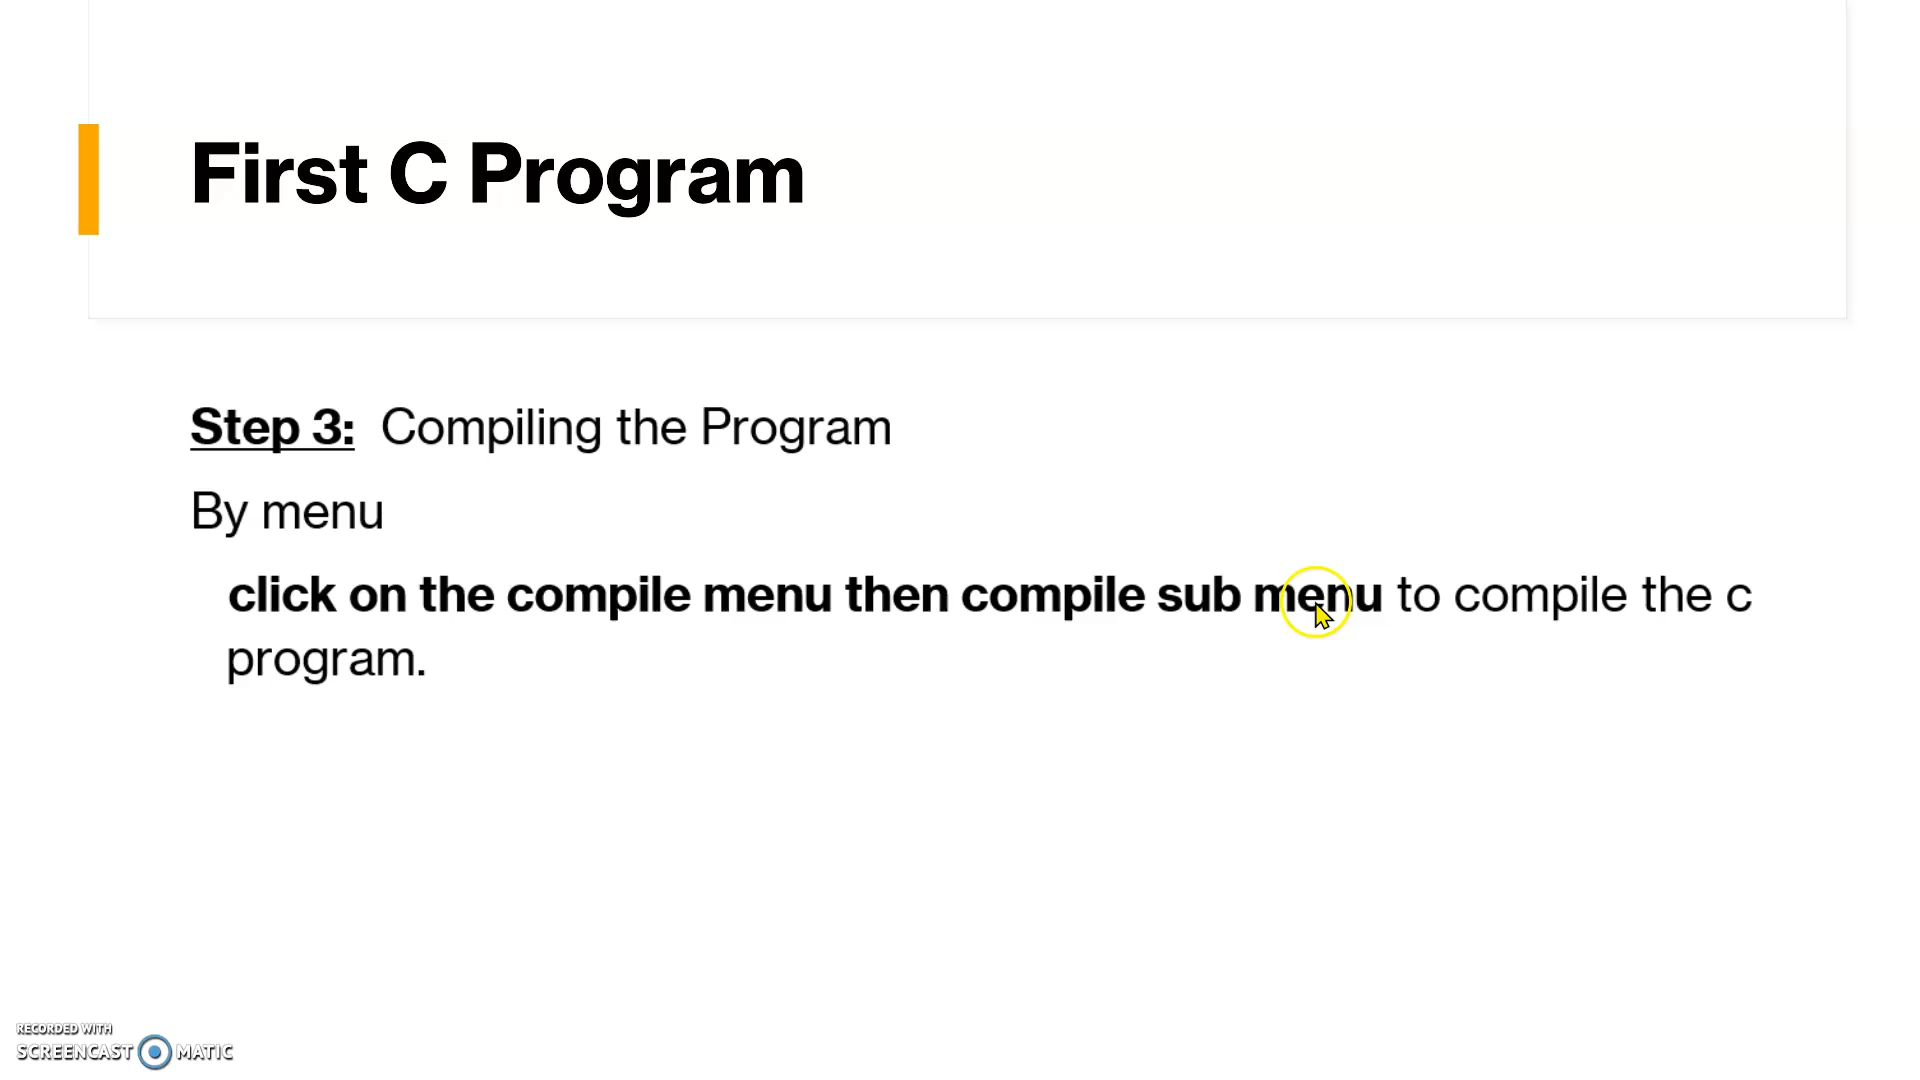 First C Program
Step 3: Compiling the Program
By menu
click on the compile menu then compile sub menu to compile the c
program.
RECORDED WITH
SCREENCAST MATIC